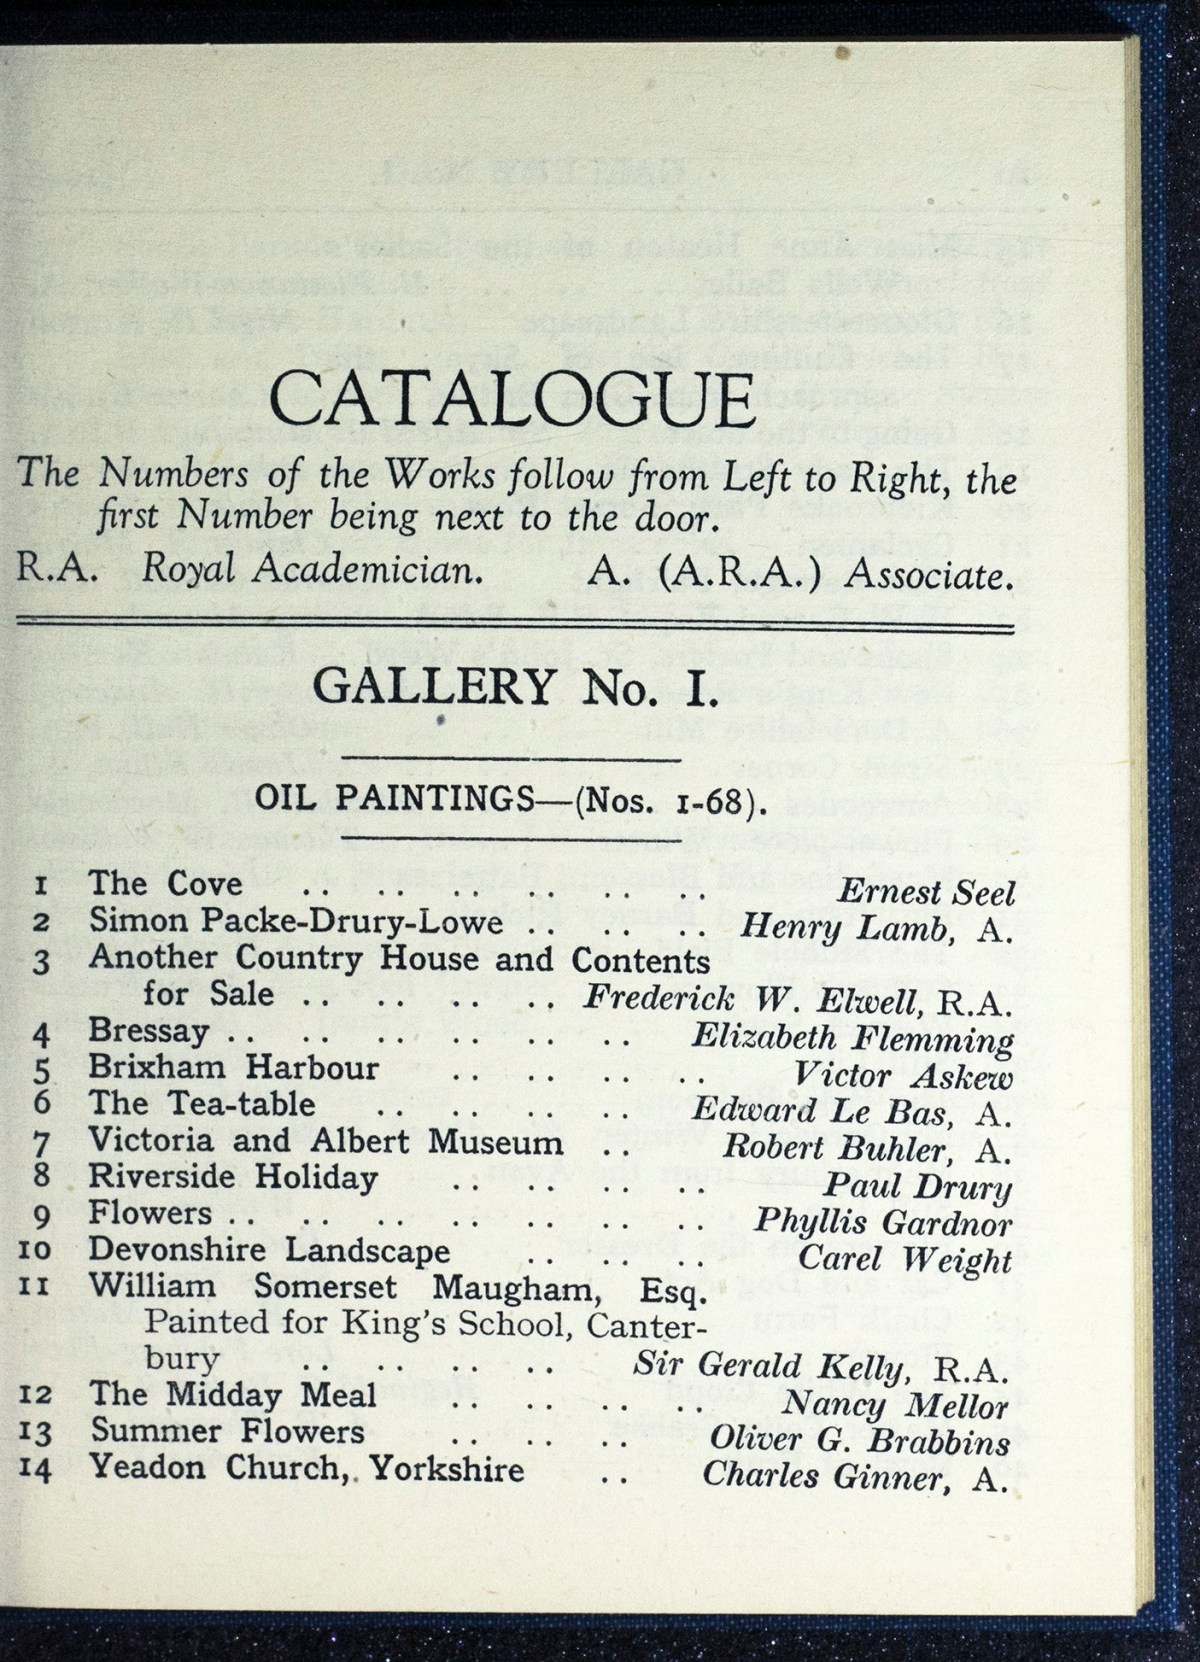 CATALOGUE
The Numbers of the Works follow from Left to Right, the
first Number being next to the door.
R.A. Royal Academician. A. (A.R.A.) Associate.
GALLERY No. I.
OIL PAINTINGS—(Nos. 1-68).
1 The Cove .. .. .. .. .. .. Ernest Seel
2 Simon Packe-Drury-Lowe .. .. .. Henry Lamb, A.
3 Another Country House and Contents
for Sale .. .. .. .. Frederick W. Elwell, R.A.
4 Bressay .. .. .. .. .. .. Elizabeth Flemming
5 Brixham Harbour .. .. .. .. Victor Askew
6 The Tea-table .. .. .. .. Edward Le Bas, A.
7 Victoria and Albert Museum .. Robert Buhler, A.
8 Riverside Holiday .. .. .. .. Paul Drury
9 Flowers .. .. .. .. .. .. .. Phyllis Gardnor
10 Devonshire Landscape .. .. .. Carel Weight
11 William Somerset Maugham, Esq.
Painted for King's School, Canter-
bury .. .. .. .. Sir Gerald Kelly, R.A.
12 The Midday Meal .. .. .. .. Nancy Mellor
13 Summer Flowers .. .. .. Oliver G. Brabbins
14 Yeadon Church, Yorkshire .. Charles Ginner, A.